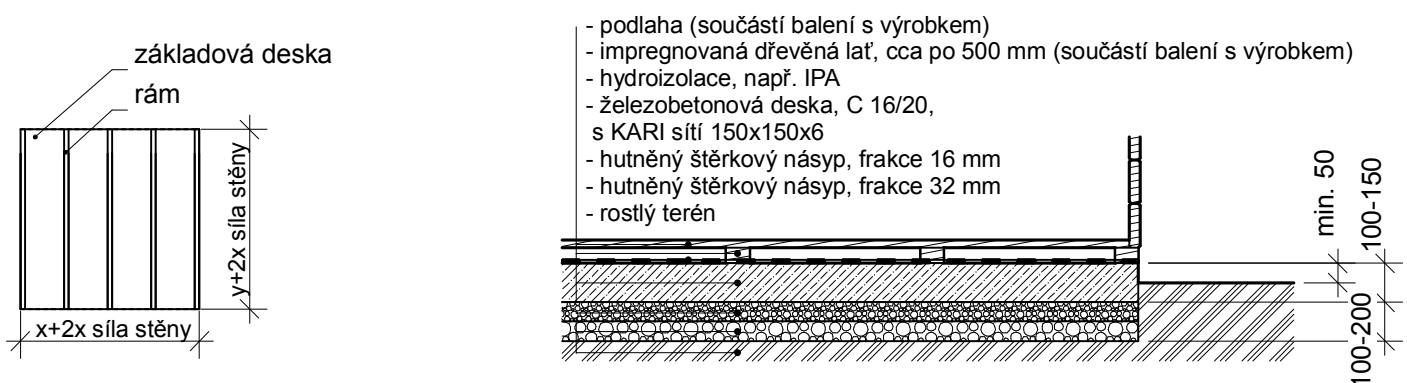 základová deska
rám
y+2x síla stěny
x+2x síla stěny
- podlaha (součástí balení s výrobkem)
- impregnovaná dřevěná lať, cca po 500 mm (součástí balení s výrobkem)
- hydroizolace, např. IPA
- železobetonová deska, C 16/20,
s KARI sítí 150x150x6
- hutněný štěrkový násyp, frakce 16 mm
- hutněný štěrkový násyp, frakce 32 mm
- rostlý terén
min. 50
100-150
100-200